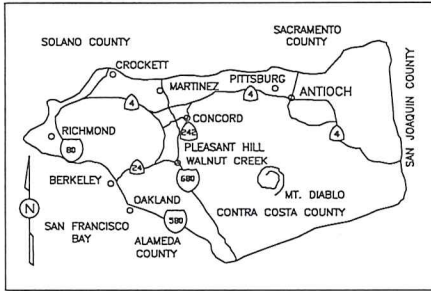 SOLANO COUNTY
SACRAMENTO
COUNTY
SAN JOAQUIN COUNTY
CROCKETT
MARTINEZ
PITTSBURG
4
ANTIOCH
4
CONCORD
242
4
RICHMOND
80
PLEASANT HILL
WALNUT CREEK
24
680
BERKELEY
MT. DIABLO
OAKLAND
CONTRA COSTA COUNTY
N
SAN FRANCISCO
BAY
580
ALAMEDA
COUNTY